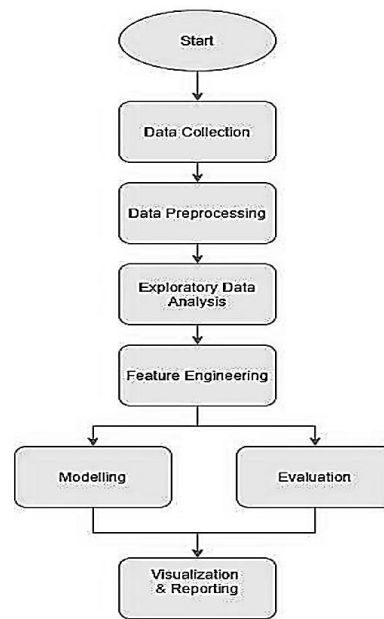 Start
Data Collection
Data Preprocessing
Exploratory Data
Analysis
Feature Engineering
Modelling
Evaluation
Visualization
& Reporting